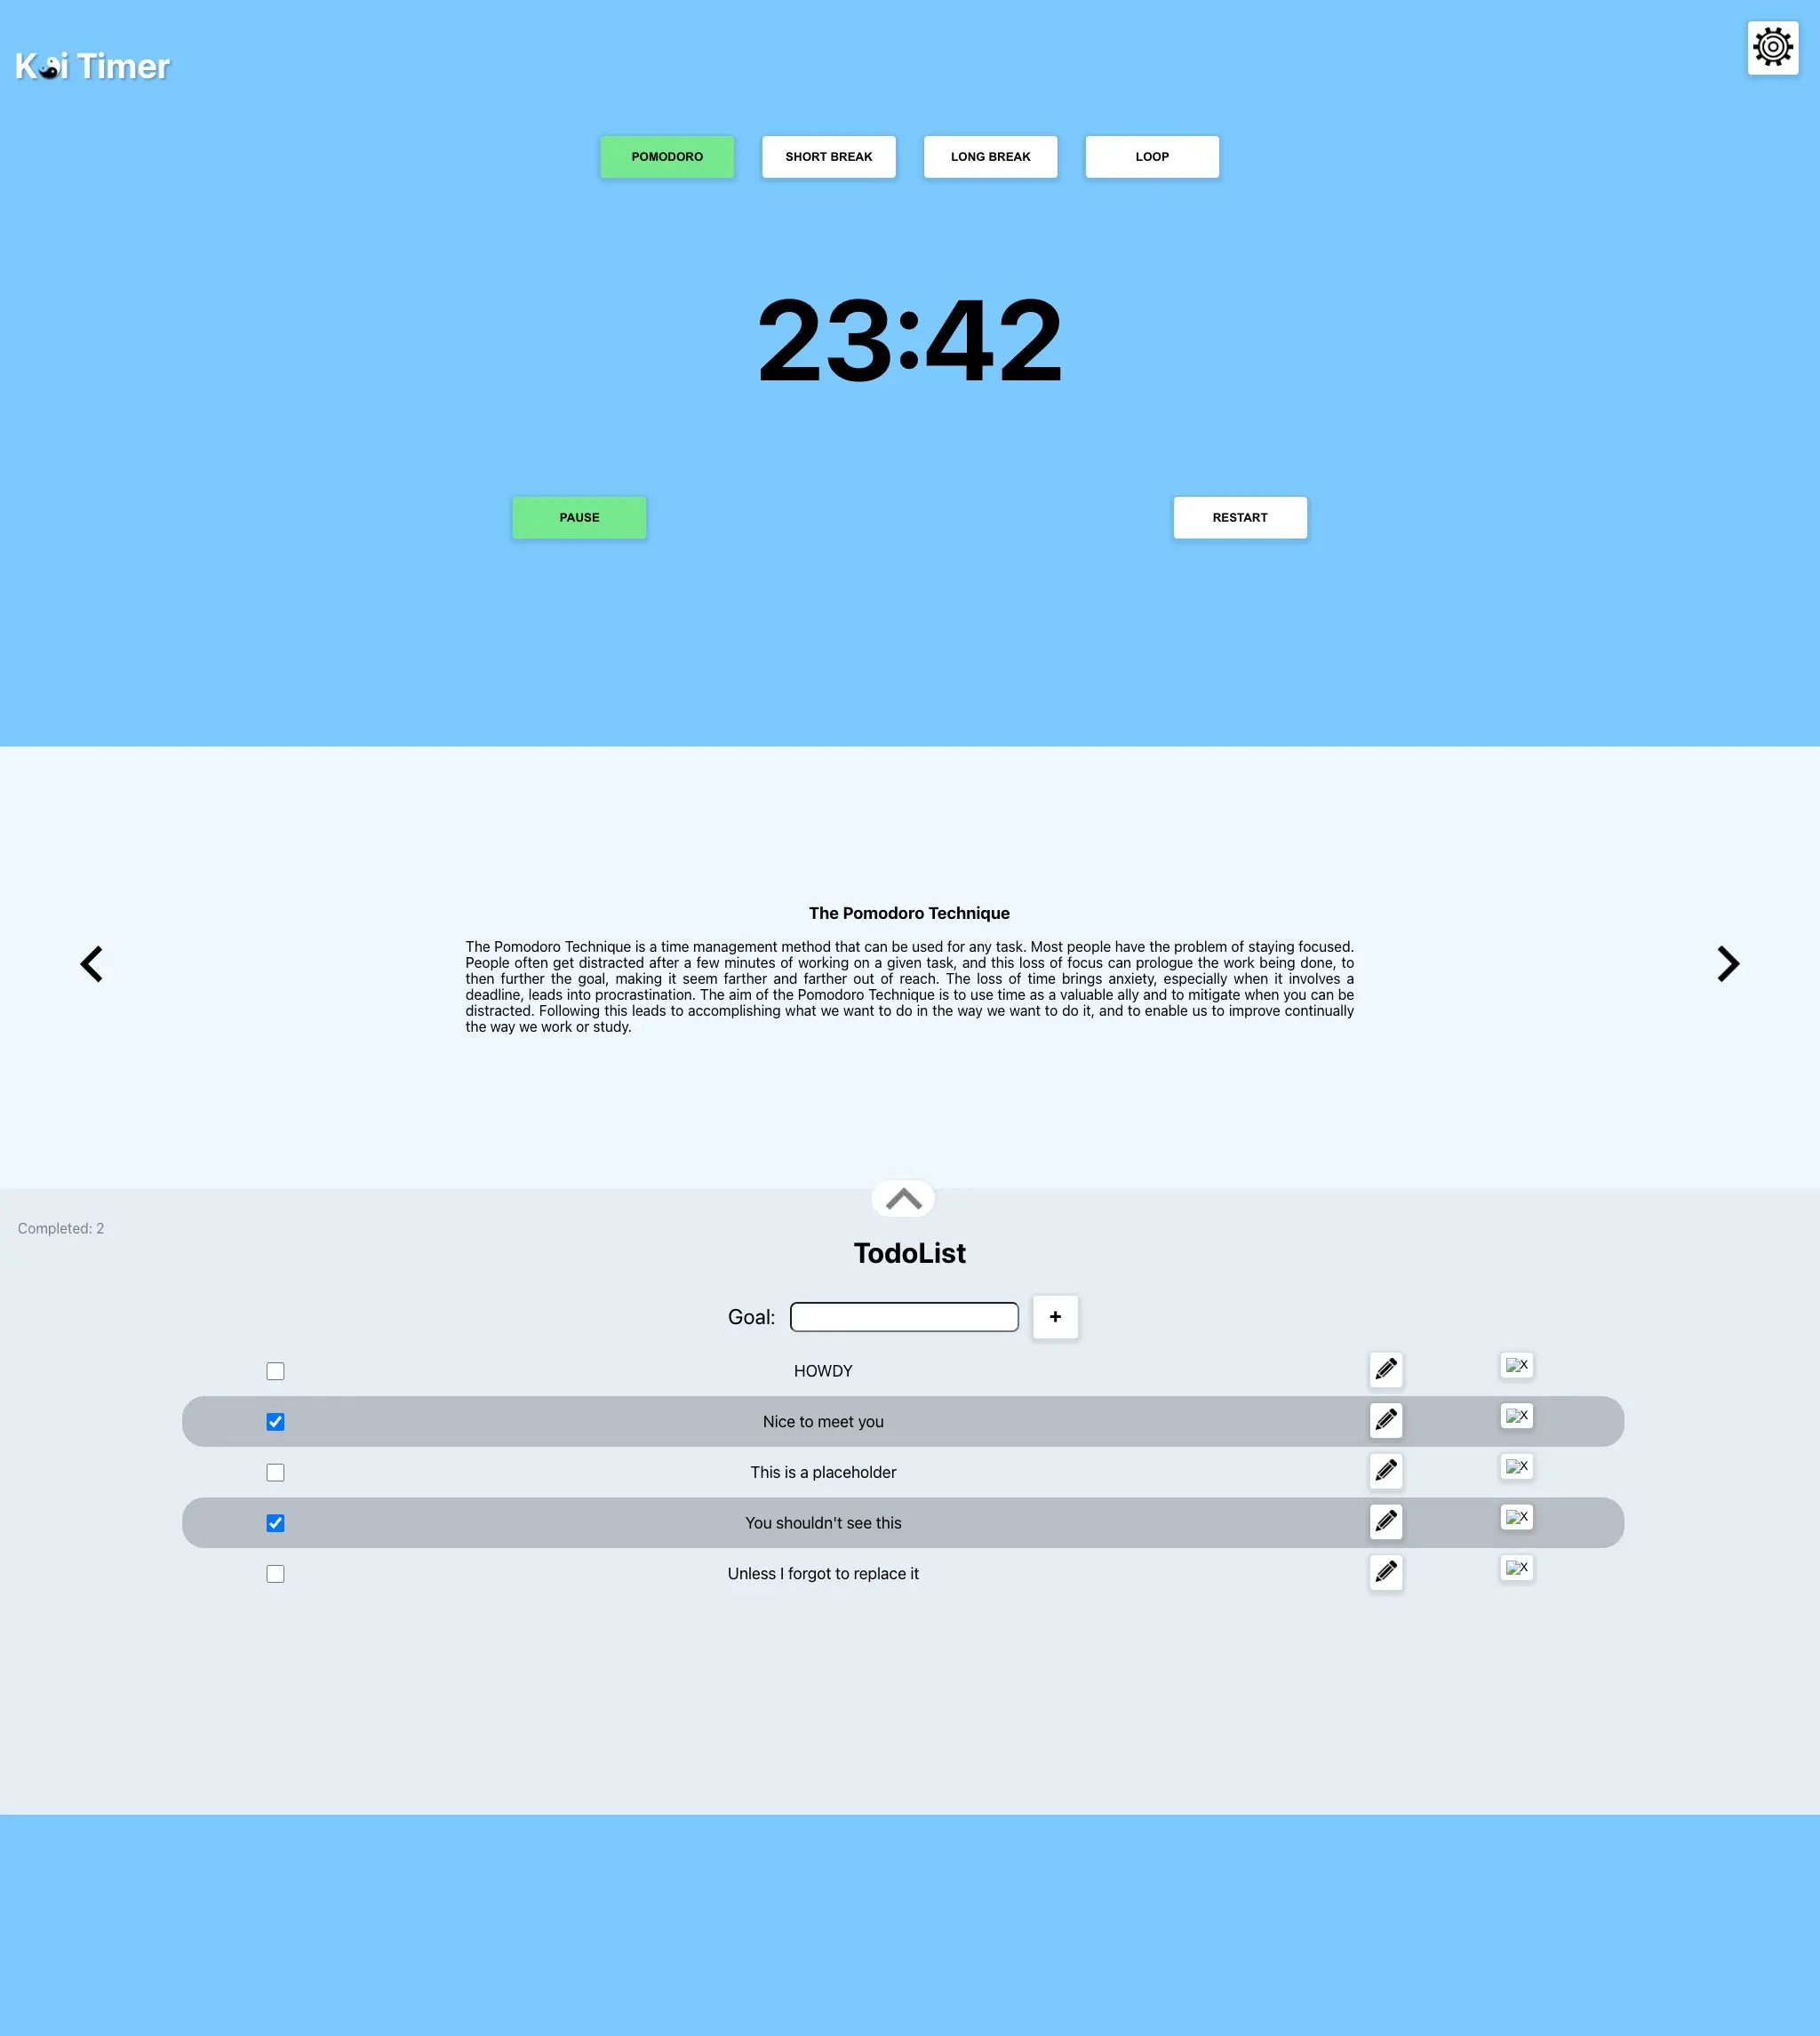 Koi Timer
POMODORO
SHORT BREAK
LONG BREAK
LOOP
23:42
PAUSE
RESTART
The Pomodoro Technique
The Pomodoro Technique is a time management method that can be used for any task. Most people have the problem of staying focused.
People often get distracted after a few minutes of working on a given task, and this loss of focus can prologue the work being done, to
then further the goal, making it seem farther and farther out of reach. The loss of time brings anxiety, especially when it involves a
deadline, leads into procrastination. The aim of the Pomodoro Technique is to use time as a valuable ally and to mitigate when you can be
distracted. Following this leads to accomplishing what we want to do in the way we want to do it, and to enable us to improve continually
the way we work or study.
Completed: 2
TodoList
Goal:
+
HOWDY
X
Nice to meet you
X
This is a placeholder
X
You shouldn't see this
X
Unless I forgot to replace it
X